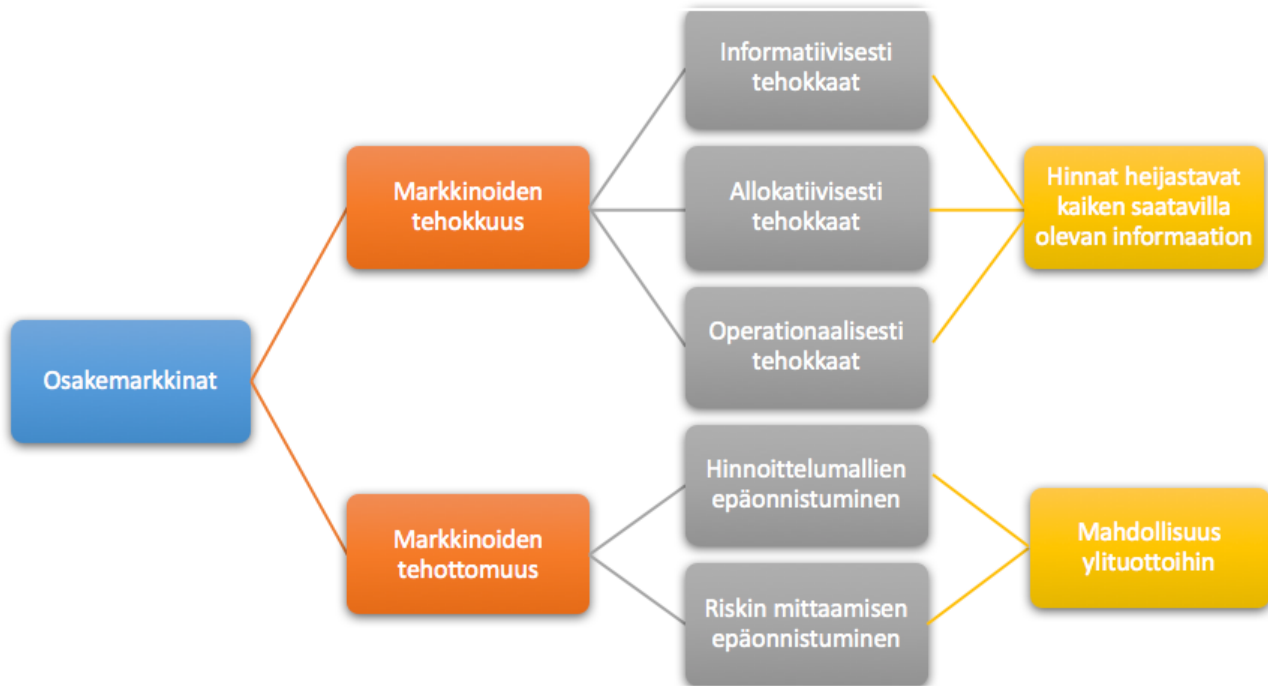 Informatiivisesti
tehokkaat
Markkinoiden
tehokkuus
Allokatiivisesti
tehokkaat
Hinnat heijastavat
kaiken saatavilla
olevan informaation
Operationaalisesti
tehokkaat
Osakemarkkinat
Hinnoittelumallien
epäonnistuminen
Markkinoiden
tehottomuus
Mahdollisuus
ylituottoihin
Riskin mittaamisen
epäonnistuminen